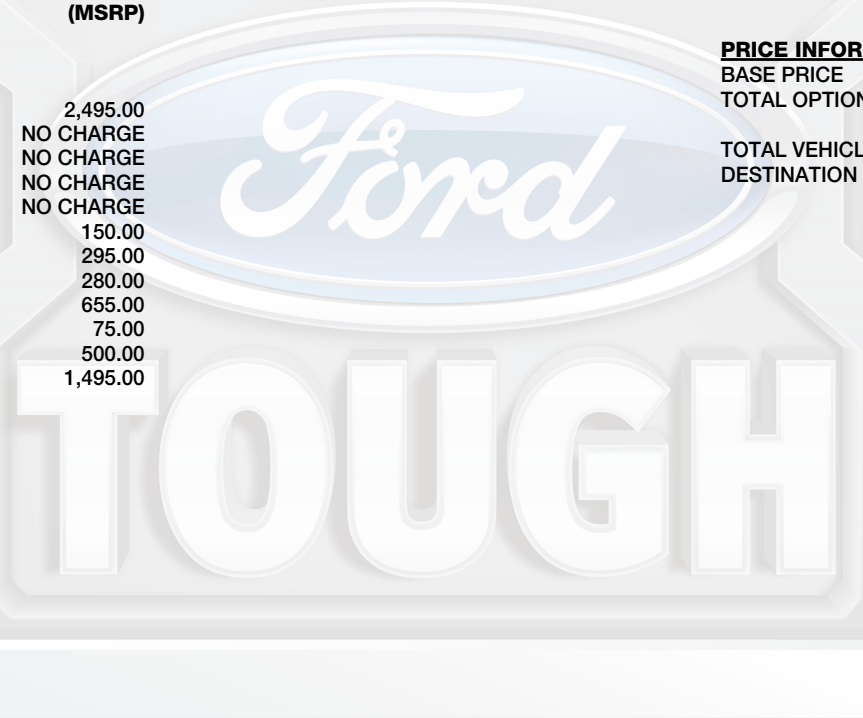 (MSRP)
2,495.00
NO CHARGE
NO CHARGE
NO CHARGE
NO CHARGE
150.00
295.00
280.00
655.00
75.00
500.00
1,495.00
PRICE INFOR
BASE PRICE
TOTAL OPTION
TOTAL VEHICL
DESTINATION
Ford
TOUGH